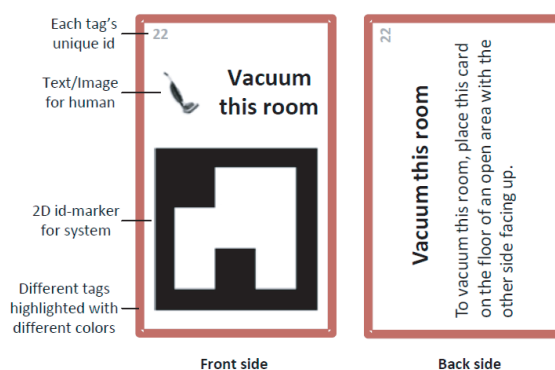 Each tag's
unique id
Text/Image
for human
2D id-marker
for system
Different tags
highlighted with
different colors
22
Vacuum
this room
Front side
22
Vacuum this room
To vacuum this room, place this card
on the floor of an open area with the
other side facing up.
Back side